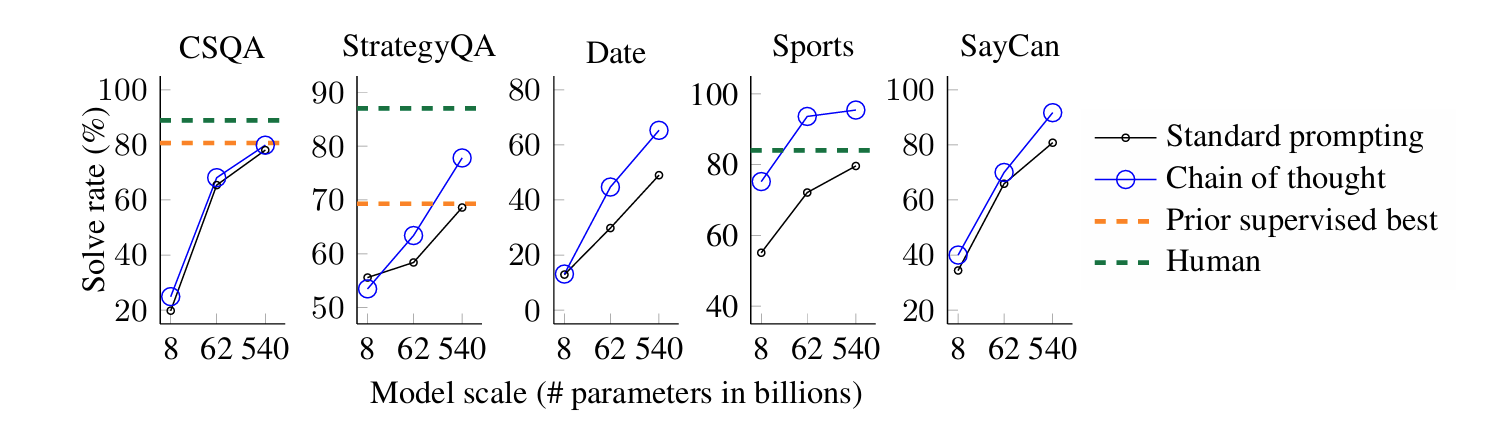 CSQA
StrategyQA
Date
Sports
SayCan
Solve rate (%)
100
80
60
40
20
90
80
70
60
50
80
60
40
20
0
100
80
60
40
100
80
60
40
20
8 62 540
8 62 540
8 62 540
8 62 540
8 62 540
Model scale (# parameters in billions)
Standard prompting
Chain of thought
Prior supervised best
Human